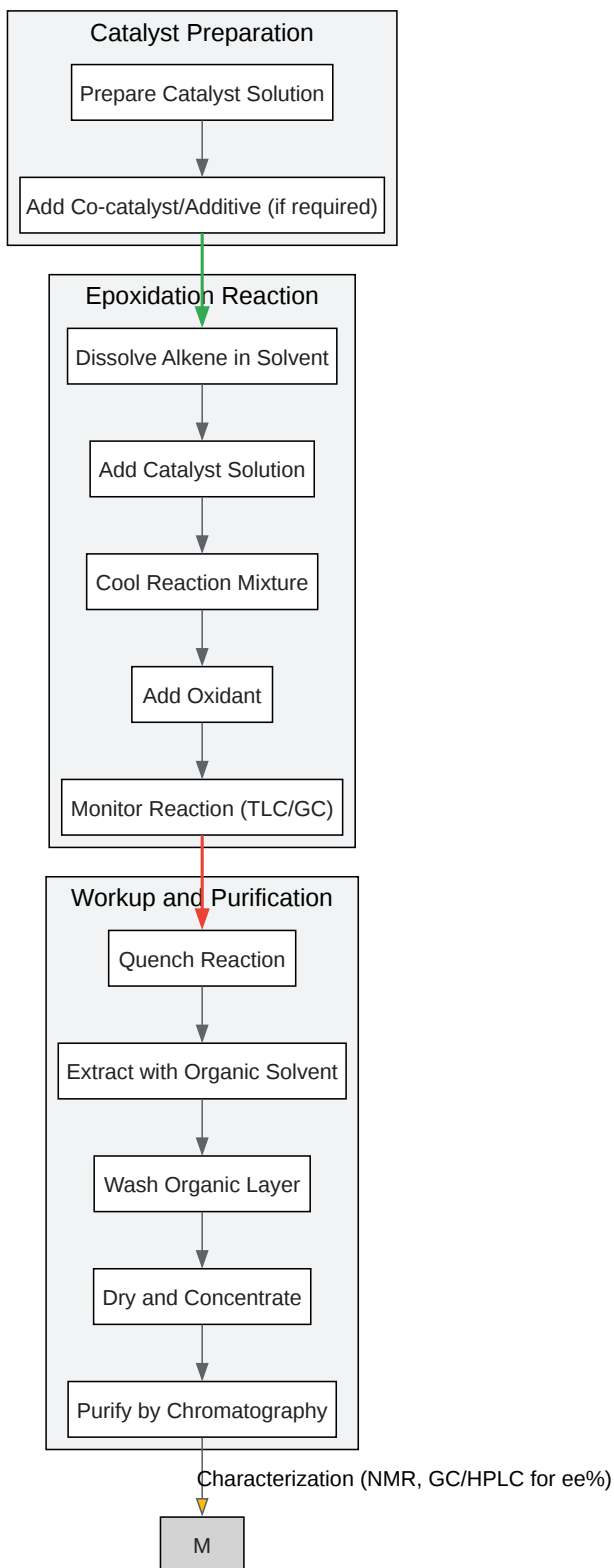 Catalyst Preparation
Prepare Catalyst Solution
Add Co-catalyst/Additive (if required)
Epoxidation Reaction
Dissolve Alkene in Solvent
Add Catalyst Solution
Cool Reaction Mixture
Add Oxidant
Monitor Reaction (TLC/GC)
Workup and Purification
Quench Reaction
Extract with Organic Solvent
Wash Organic Layer
Dry and Concentrate
Purify by Chromatography
Characterization (NMR, GC/HPLC for ee%)
M